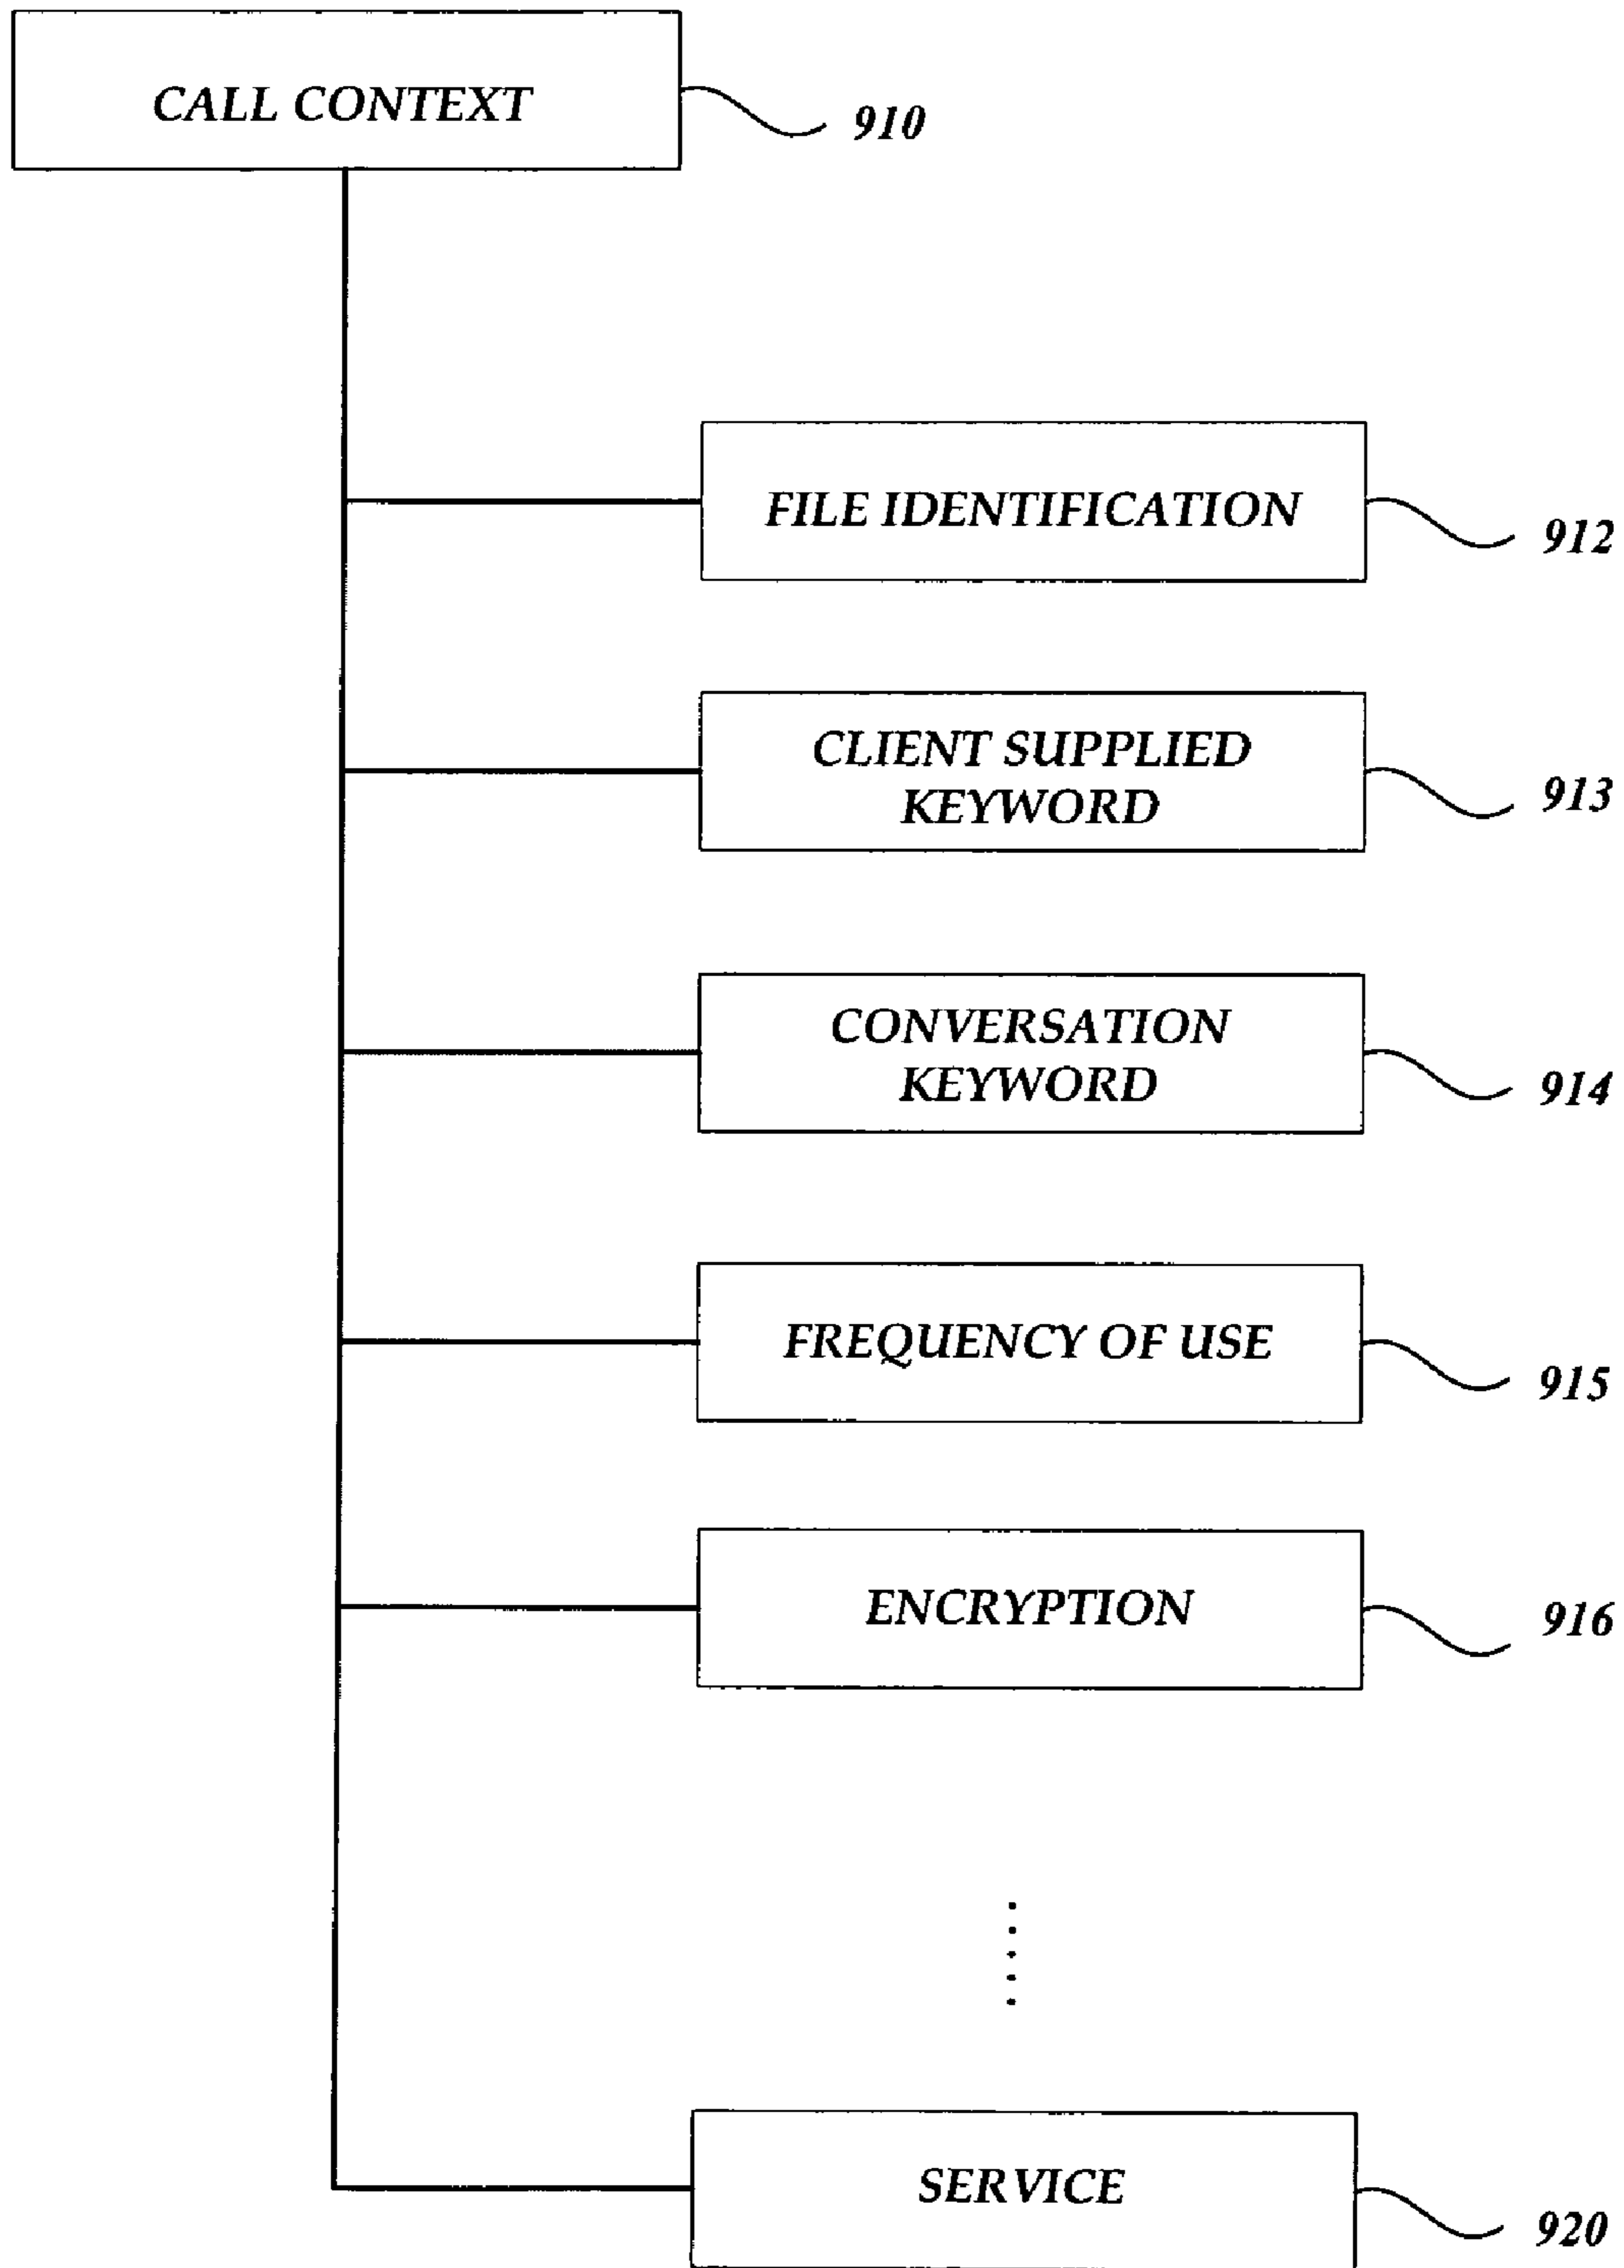 CALL CONTEXT
910
FILE IDENTIFICATION
912
CLIENT SUPPLIED
KEYWORD
913
CONVERSATION
KEYWORD
914
FREQUENCY OF USE
915
ENCRYPTION
916
SERVICE
920